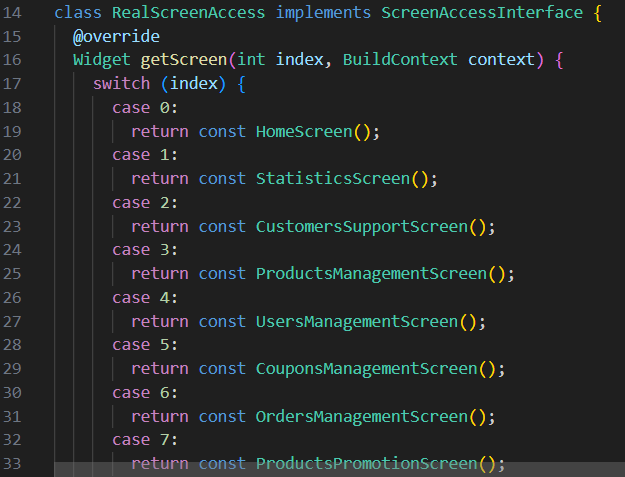 14 class RealScreenAccess implements ScreenAccessInterface {
15   @override
16   Widget getScreen(int index, BuildContext context) {
17     switch (index) {
18       case 0:
19         return const HomeScreen();
20       case 1:
21         return const StatisticsScreen();
22       case 2:
23         return const CustomersSupportScreen();
24       case 3:
25         return const ProductsManagementScreen();
26       case 4:
27         return const UsersManagementScreen();
28       case 5:
29         return const CouponsManagementScreen();
30       case 6:
31         return const OrdersManagementScreen();
32       case 7:
33         return const ProductsPromotionScreen();